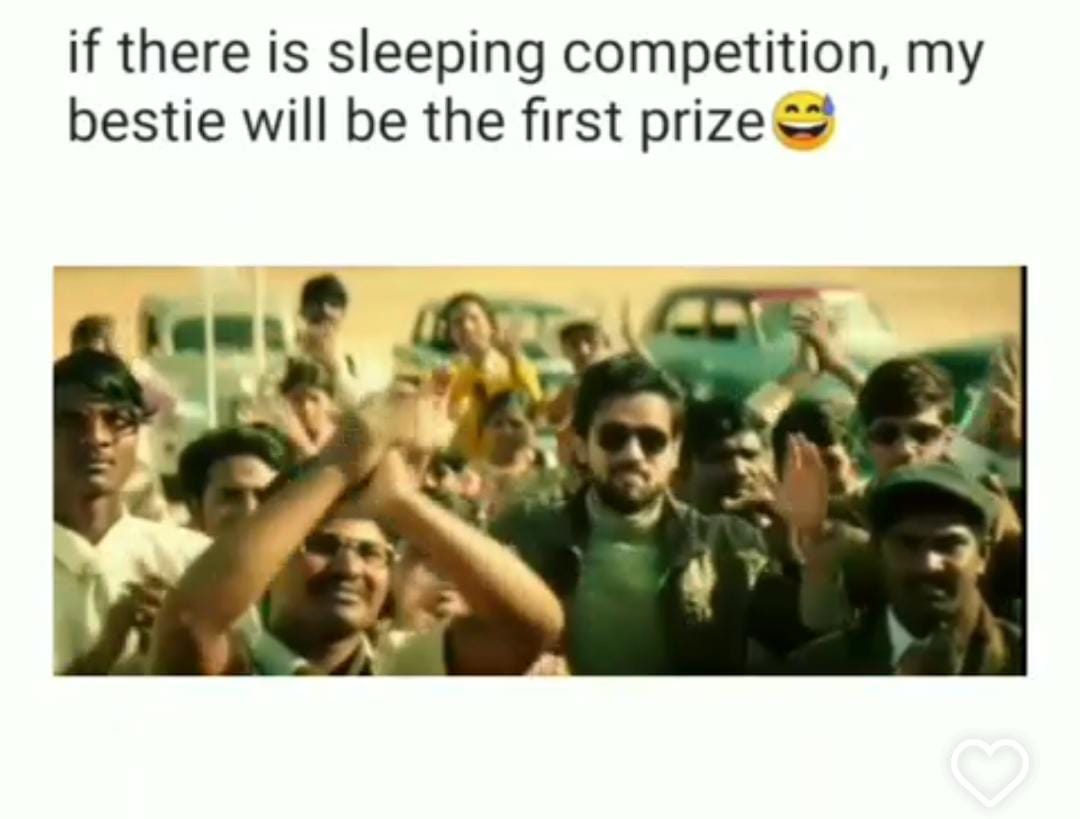 if there is sleeping competition, my
bestie will be the first prize😅